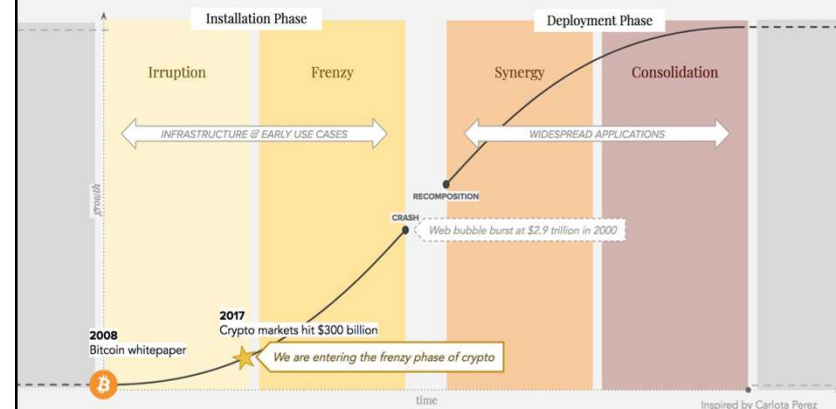 Installation Phase
Deployment Phase
Irruption
Frenzy
Synergy
Consolidation
INFRASTRUCTURE & EARLY USE CASES
WIDESPREAD APPLICATIONS
growth
RECOMPOSITION
CRASH
Web bubble burst at $2.9 trillion in 2000
2017
Crypto markets hit $300 billion
2008
Bitcoin whitepaper
We are entering the frenzy phase of crypto
time
Inspired by Carlota Perez